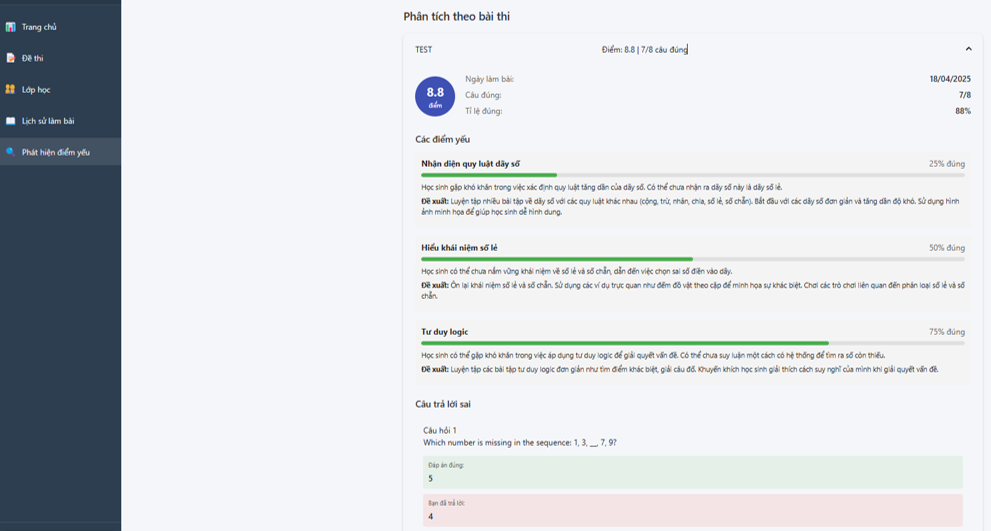 Trang chủ
Đề thi
Lớp học
Lịch sử làm bài
Phát hiện điểm yếu
Phân tích theo bài thi
TEST
Điểm: 8.8 | 7/8 câu đúng
8.8
điểm
Ngày làm bài:
18/04/2025
Câu đúng:
7/8
Tỉ lệ đúng:
88%
Các điểm yếu
Nhận diện quy luật dãy số
25% đúng
Học sinh gặp khó khăn trong việc xác định quy luật tăng dần của dãy số. Có thể chưa nhận ra dãy số này là dãy số lẻ.
Đề xuất: Luyện tập nhiều bài tập về dãy số với các quy luật khác nhau (cộng, trừ, nhân, chia, số lẻ, số chẵn). Bắt đầu với các dãy số đơn giản và tăng dần độ khó. Sử dụng hình
ảnh minh họa để giúp học sinh dễ hình dung.
Hiểu khái niệm số lẻ
50% đúng
Học sinh có thể chưa nắm vững khái niệm về số lẻ và số chẵn, dẫn đến việc chọn sai số điền vào dãy.
Đề xuất: Ôn lại khái niệm số lẻ và số chẵn. Sử dụng các ví dụ trực quan như đếm đồ vật theo cặp để minh họa sự khác biệt. Chơi các trò chơi liên quan đến phân loại số lẻ và số
chẵn.
Tư duy logic
75% đúng
Học sinh có thể gặp khó khăn trong việc áp dụng tư duy logic để giải quyết vấn đề. Có thể chưa suy luận một cách có hệ thống để tìm ra số còn thiếu.
Đề xuất: Luyện tập các bài tập tư duy logic đơn giản như tìm điểm khác biệt, giải câu đố. Khuyến khích học sinh giải thích cách suy nghĩ của mình khi giải quyết vấn đề.
Câu trả lời sai
Câu hỏi 1
Which number is missing in the sequence: 1, 3, __, 7, 9?
Đáp án đúng:
5
Bạn đã trả lời:
4